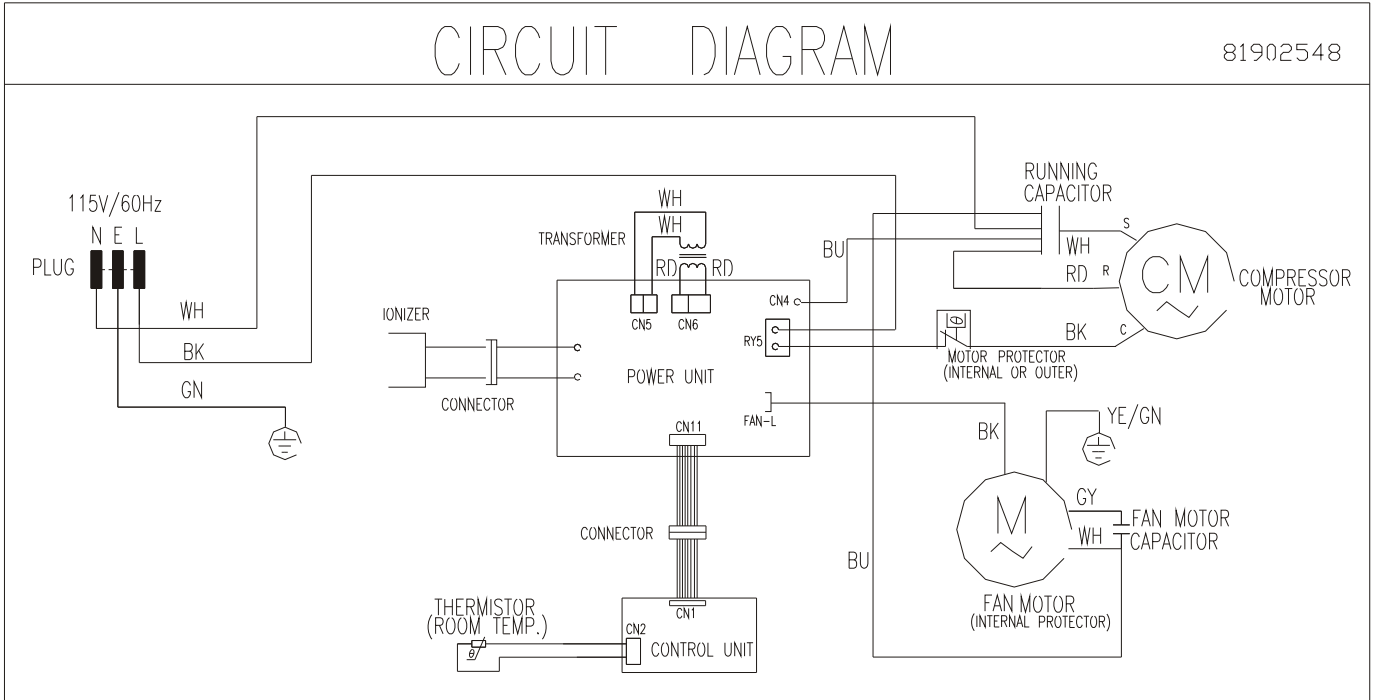 CIRCUIT DIAGRAM
81902548
115V/60Hz
N E L
PLUG
WH
BK
GN
IONIZER
CONNECTOR
TRANSFORMER
WH
WH
RD
RD
CN5
CN6
CN4
RY5
POWER UNIT
FAN-L
CN11
CONNECTOR
CN1
CN2
CONTROL UNIT
THERMISTOR
(ROOM TEMP.)
θ
BU
RUNNING
CAPACITOR
S
WH
RD
R
CM
COMPRESSOR
MOTOR
C
BK
θ
MOTOR PROTECTOR
(INTERNAL OR OUTER)
BK
YE/GN
M
GY
WH
FAN MOTOR
CAPACITOR
BU
FAN MOTOR
(INTERNAL PROTECTOR)